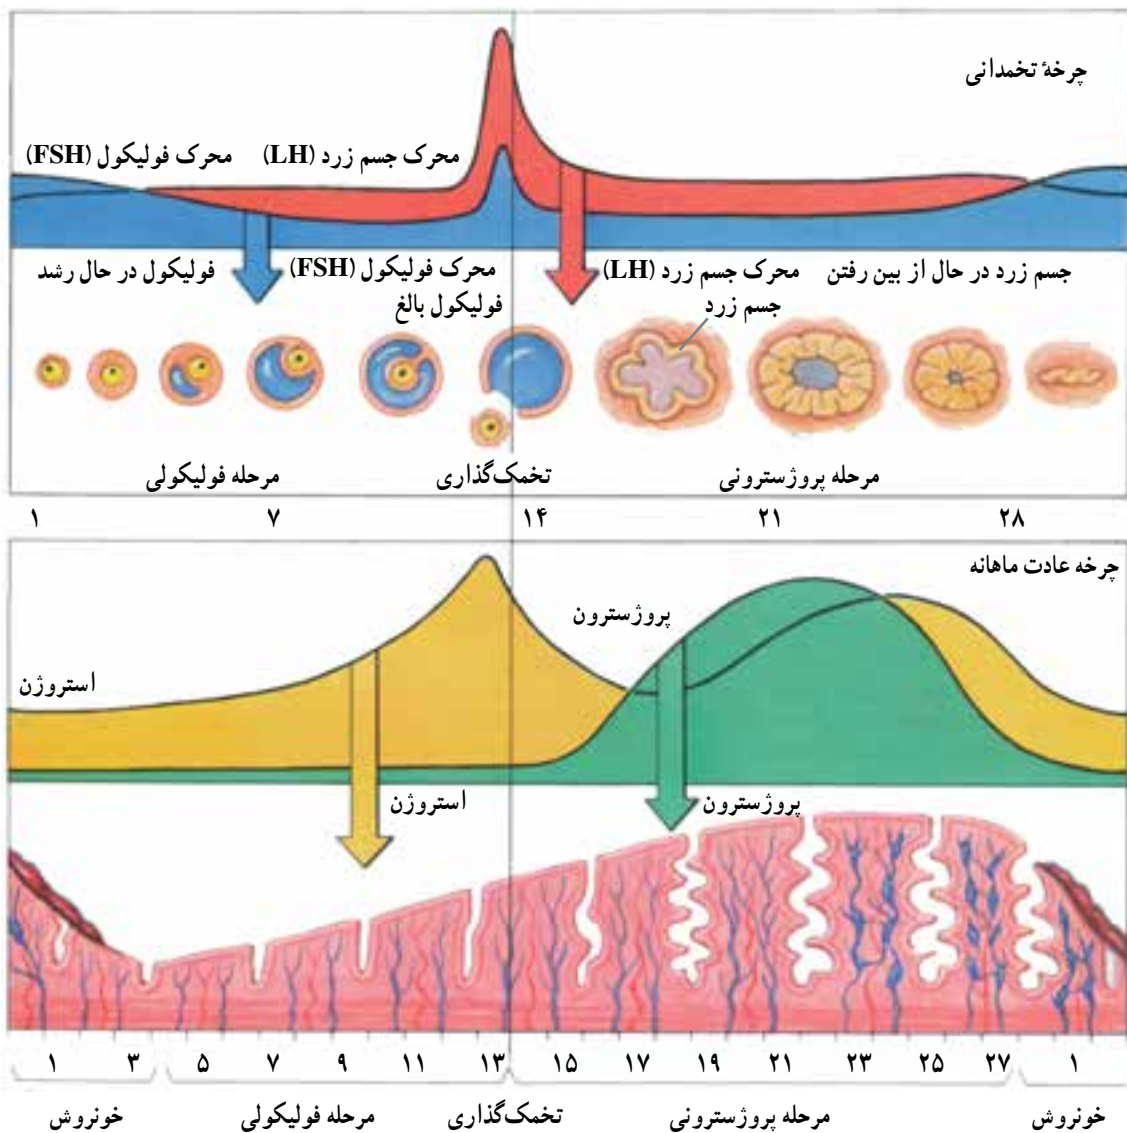 چرخهٔ تخمدانی
محرک فولیکول (FSH)
محرک جسم زرد (LH)
فولیکول در حال رشد
محرک فولیکول (FSH)
فولیکول بالغ
محرک جسم زرد (LH)
جسم زرد
جسم زرد در حال از بین رفتن
مرحله فولیکولی
تخمک‌گذاری
مرحله پروژسترونی
۱ ۷ ۱۴ ۲۱ ۲۸
چرخه عادت ماهانه
استروژن
پروژسترون
استروژن
پروژسترون
۱ ۳ ۵ ۷ ۹ ۱۱ ۱۳ ۱۵ ۱۷ ۱۹ ۲۱ ۲۳ ۲۵ ۲۷ ۱
خونروش
مرحله فولیکولی
تخمک‌گذاری
مرحله پروژسترونی
خونروش